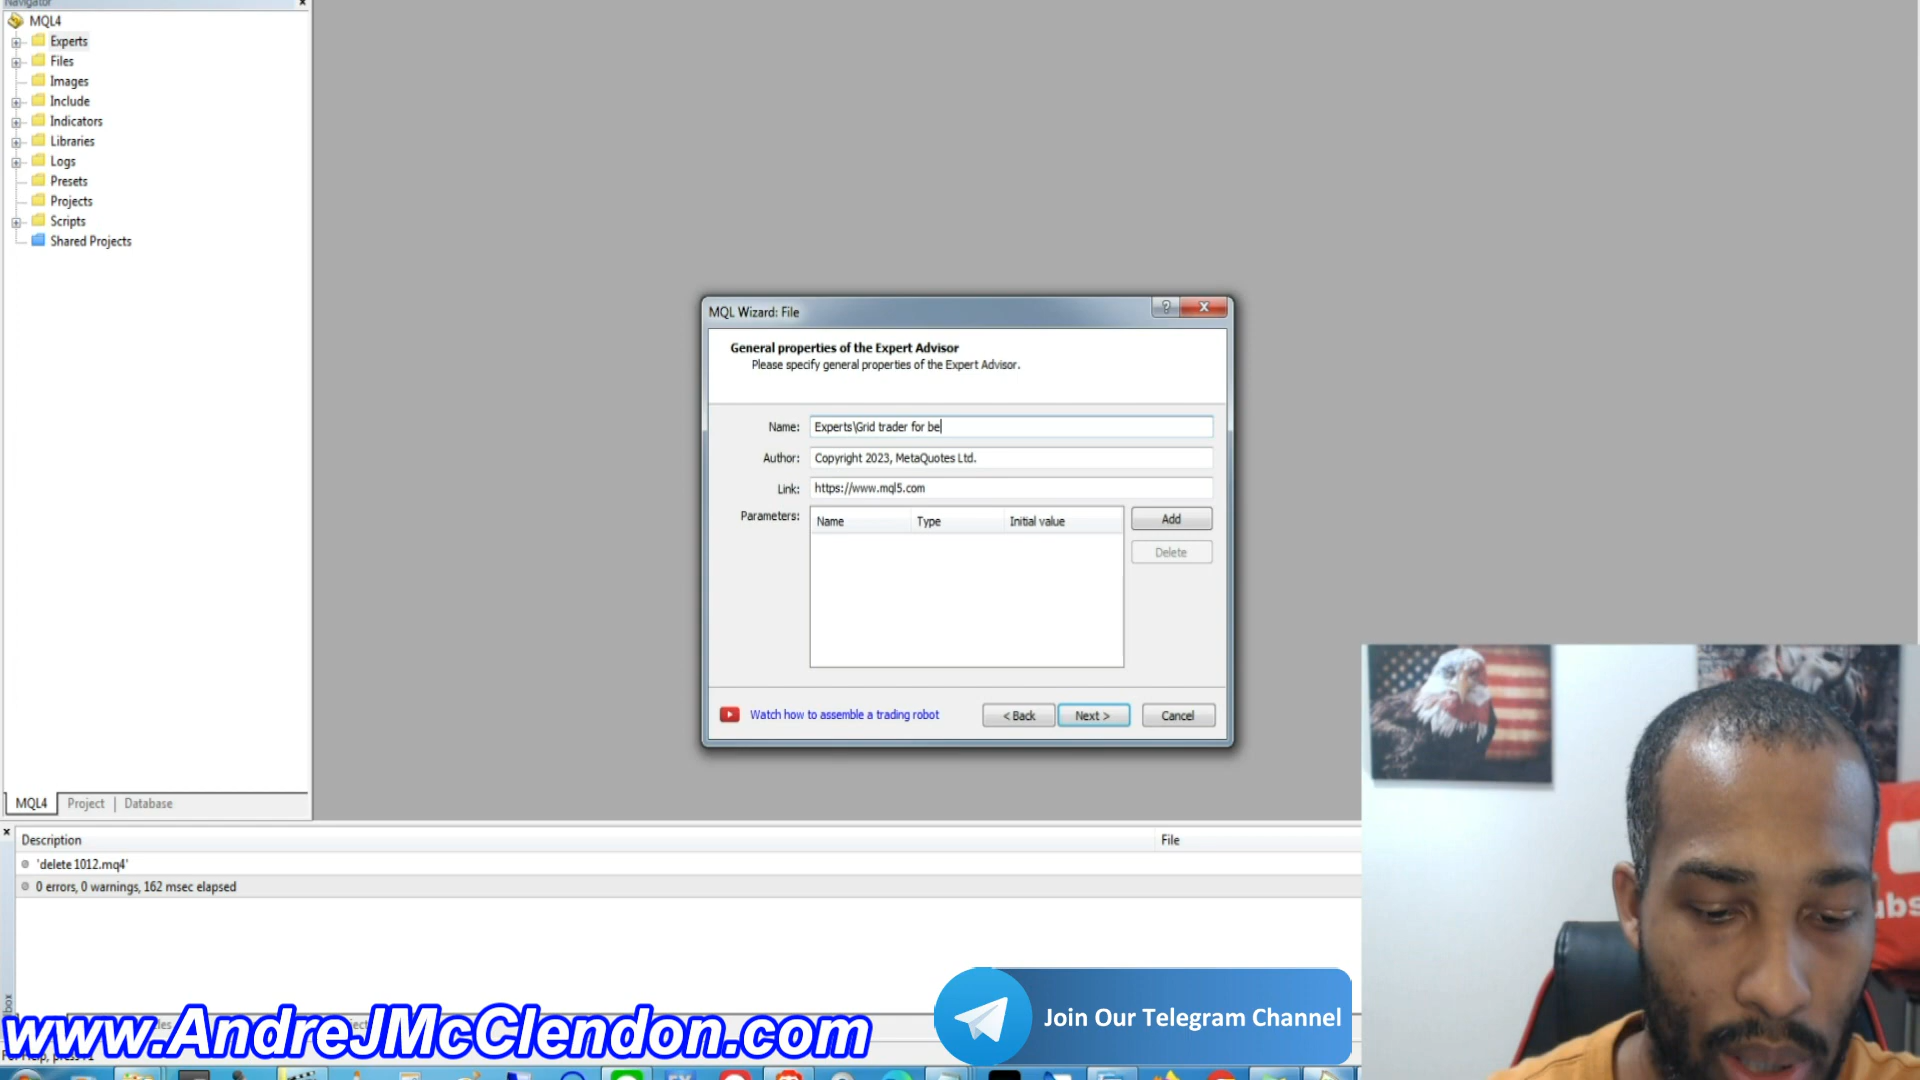 Navigator
MQL4
Experts
Files
Images
Include
Indicators
Libraries
Logs
Presets
Projects
Scripts
Shared Projects
MQL Wizard: File
General properties of the Expert Advisor
Please specify general properties of the Expert Advisor.
Name: Experts\Grid trader for be
Author: Copyright 2023, MetaQuotes Ltd.
Link: https://www.mql5.com
Parameters: Name Type Initial value Add
Delete
Watch how to assemble a trading robot < Back Next > Cancel
MQL4 Project | Database
Description File
'delete 1012.mq4'
0 errors, 0 warnings, 162 msec elapsed
www.AndreJMcClendon.com
Join Our Telegram Channel